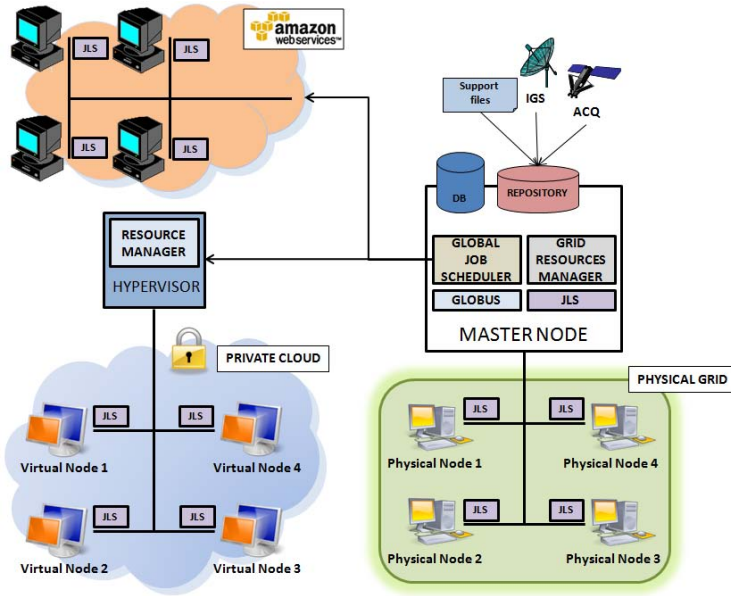 amazon
webservices™
JLS
JLS
JLS
JLS
Support
files
IGS
ACQ
DB
REPOSITORY
RESOURCE
MANAGER
HYPERVISOR
GLOBAL
JOB
SCHEDULER
GRID
RESOURCES
MANAGER
GLOBUS
JLS
MASTER NODE
PRIVATE CLOUD
JLS
JLS
Virtual Node 1
Virtual Node 4
JLS
JLS
Virtual Node 2
Virtual Node 3
PHYSICAL GRID
JLS
JLS
Physical Node 1
Physical Node 4
JLS
JLS
Physical Node 2
Physical Node 3